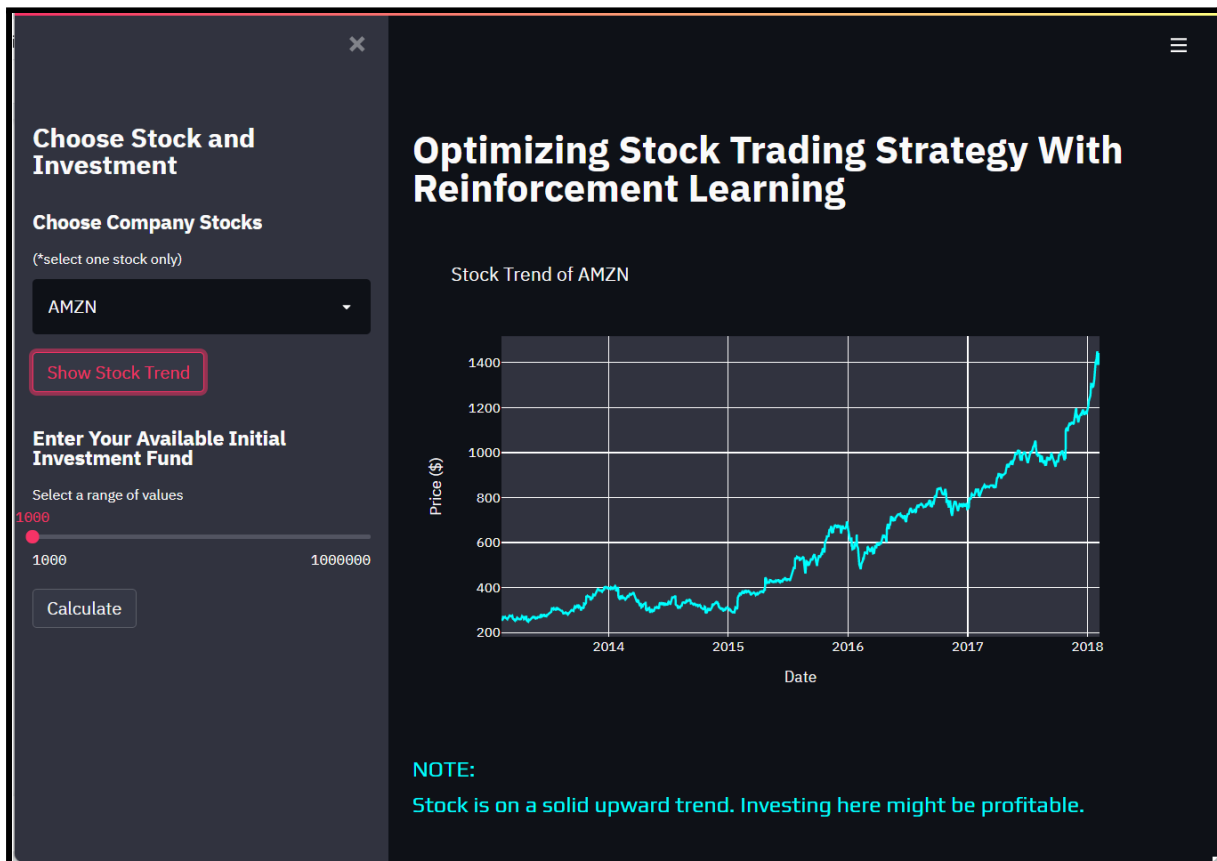 Choose Stock and
Investment
Choose Company Stocks
(*select one stock only)
AMZN
Show Stock Trend
Enter Your Available Initial
Investment Fund
Select a range of values
1000
1000
1000000
Calculate
Optimizing Stock Trading Strategy With
Reinforcement Learning
Stock Trend of AMZN
Price ($)
1400
1200
1000
800
600
400
200
2014
2015
2016
2017
2018
Date
NOTE:
Stock is on a solid upward trend. Investing here might be profitable.